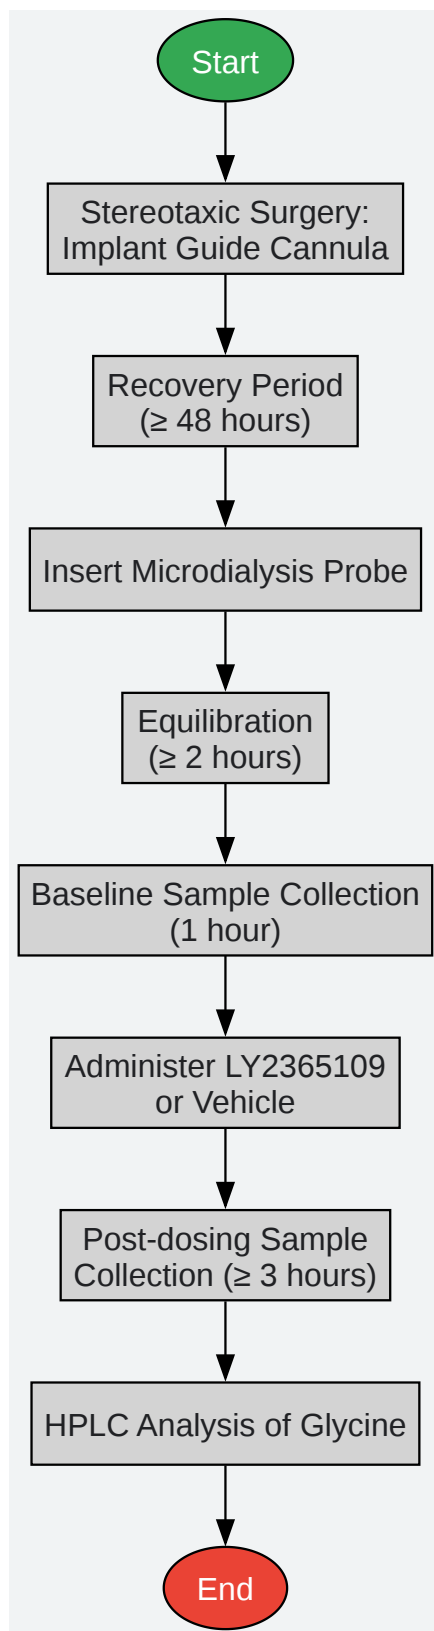 Start
Stereotaxic Surgery:
Implant Guide Cannula
Recovery Period
(≥ 48 hours)
Insert Microdialysis Probe
Equilibration
(≥ 2 hours)
Baseline Sample Collection
(1 hour)
Administer LY2365109
or Vehicle
Post-dosing Sample
Collection (≥ 3 hours)
HPLC Analysis of Glycine
End